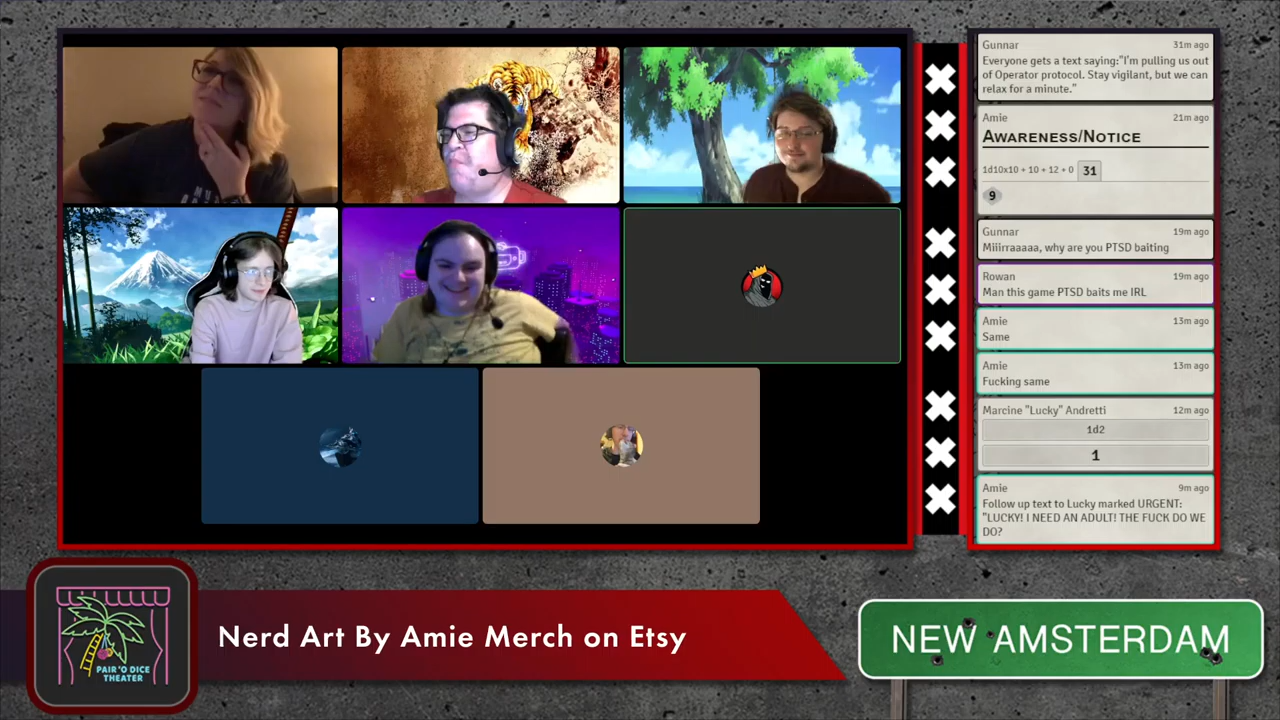 Gunnar 31m ago
Everyone gets a text saying:"I'm pulling us out
of Operator protocol. Stay vigilant, but we can
relax for a minute."
Amie 21m ago
AWARENESS/NOTICE
1d10x10 + 10 + 12 + 0 31
9
Gunnar 19m ago
Miiirraaaaa, why are you PTSD baiting
Rowan 19m ago
Man this game PTSD baits me IRL
Amie 13m ago
Same
Amie 13m ago
Fucking same
Marcine "Lucky" Andretti 12m ago
1d2
1
Amie 9m ago
Follow up text to Lucky marked URGENT:
"LUCKY! I NEED AN ADULT! THE FUCK DO WE
DO?
PAIR'O DICE
THEATER
Nerd Art By Amie Merch on Etsy
NEW AMSTERDAM